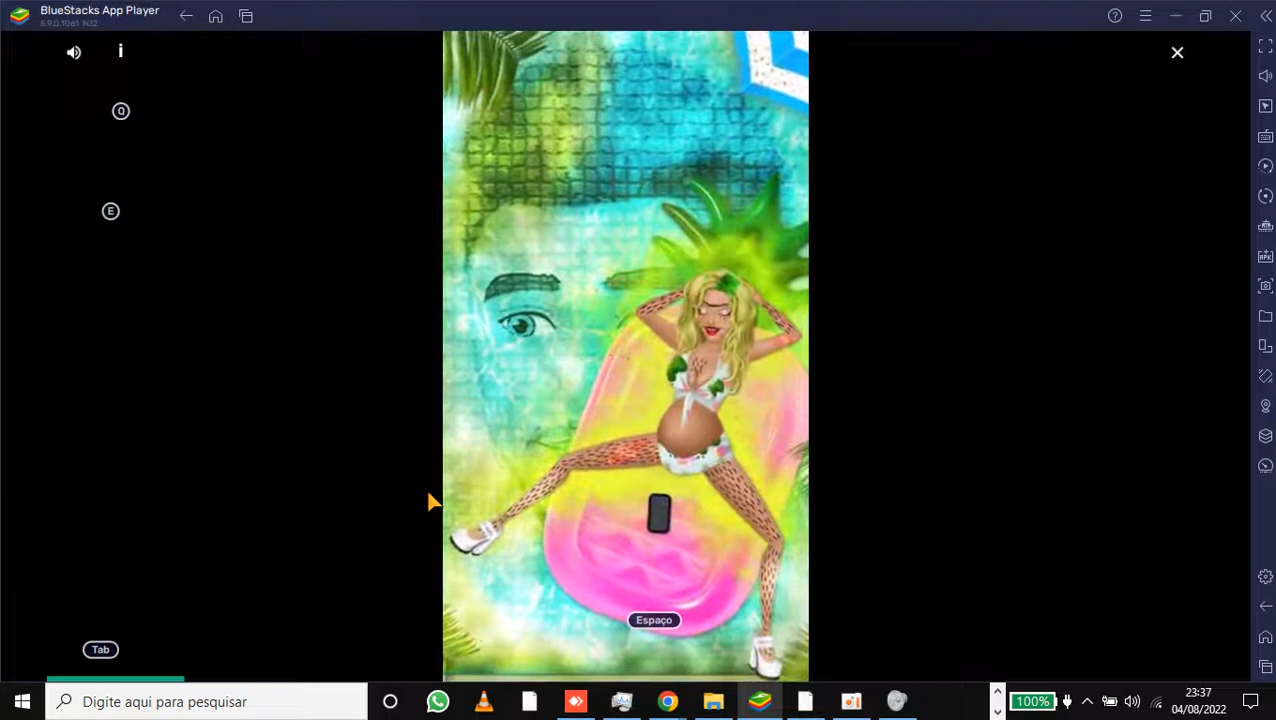 BlueStacks App Player
5.9.0.1061 N32
i
Q
E
Espaço
Tab
Digite aqui para pesquisar
100%
23:37
04/08/2022